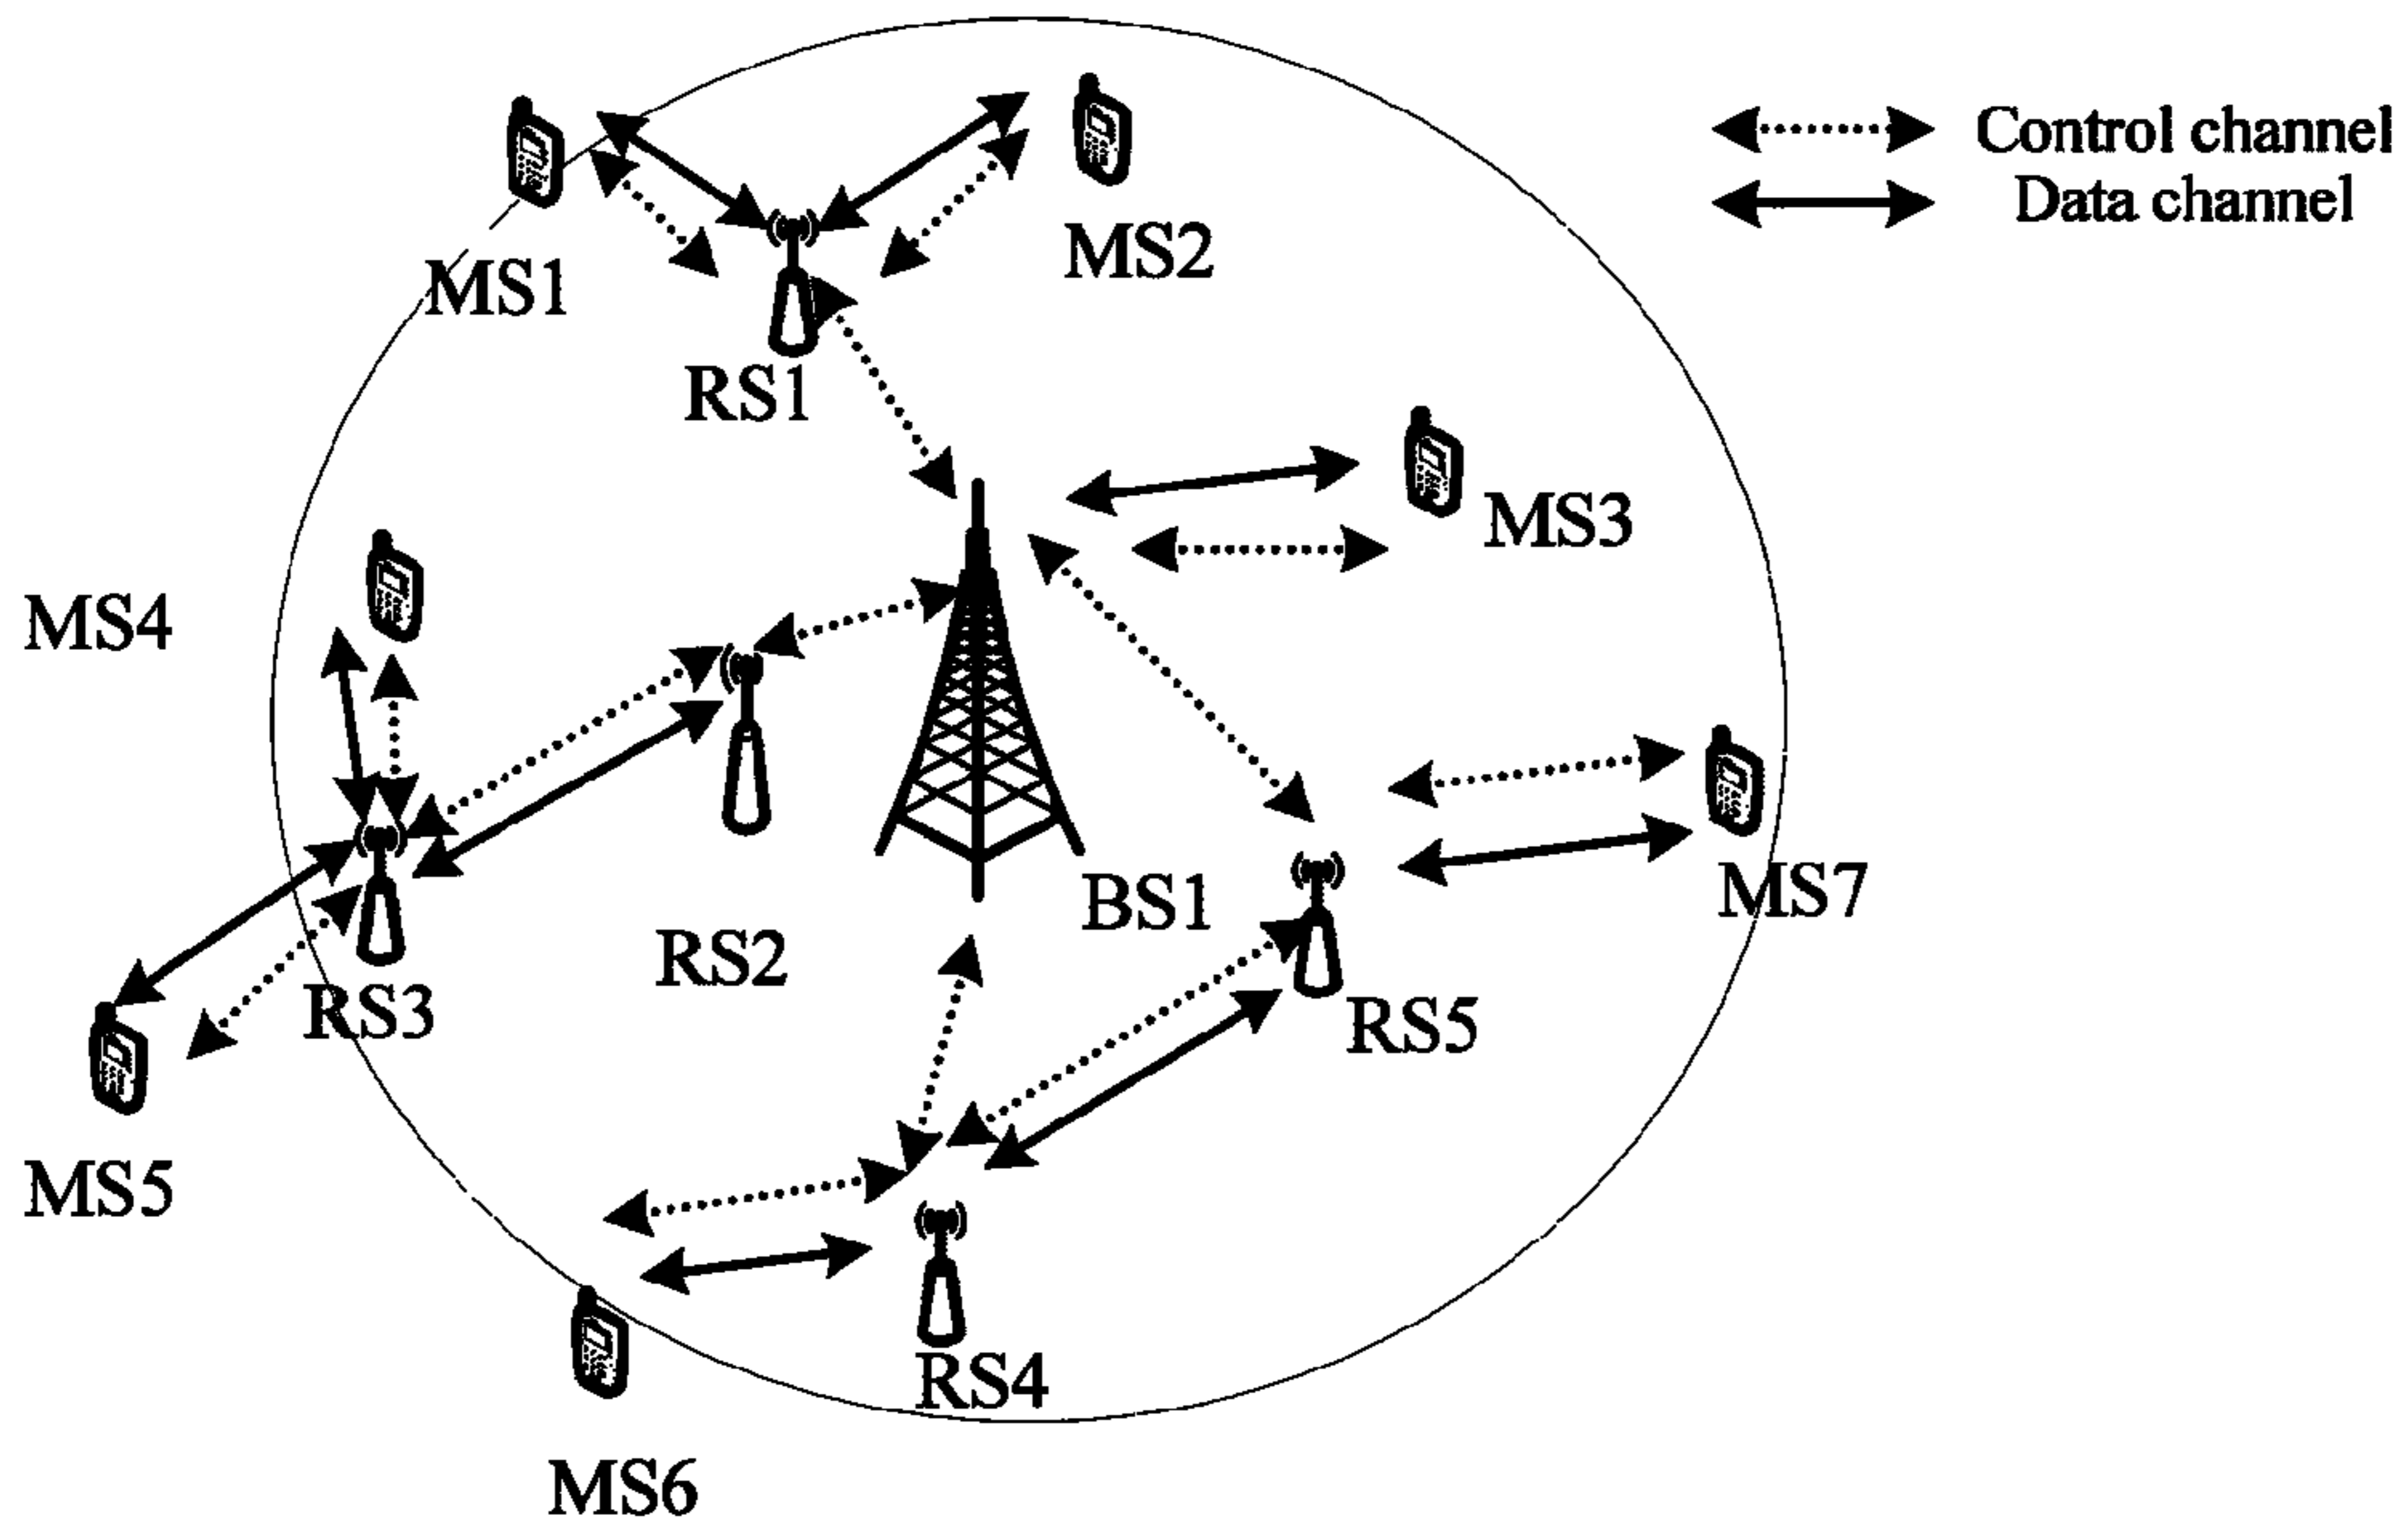 Control channel
Data channel
MS1
MS2
RS1
MS3
MS4
RS2
BS1
MS7
RS3
RS5
MS5
RS4
MS6